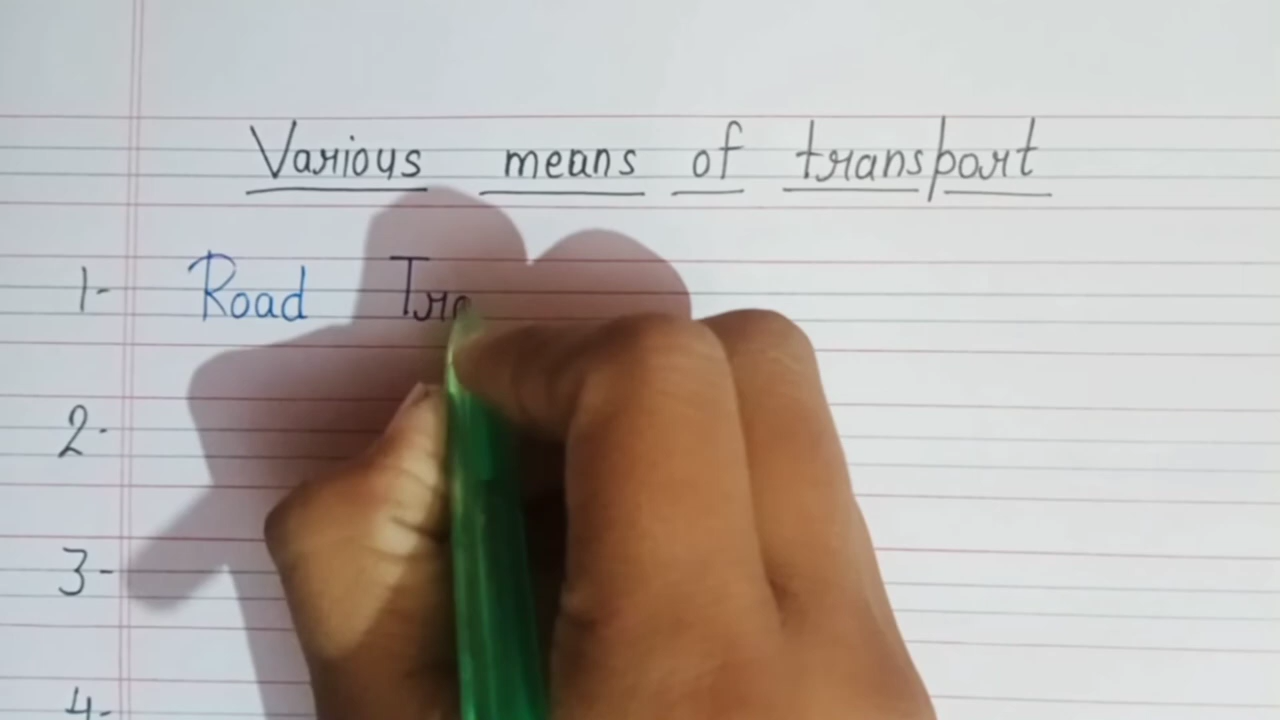 Various means of transport
1- Road Tra
2-
3-
4-